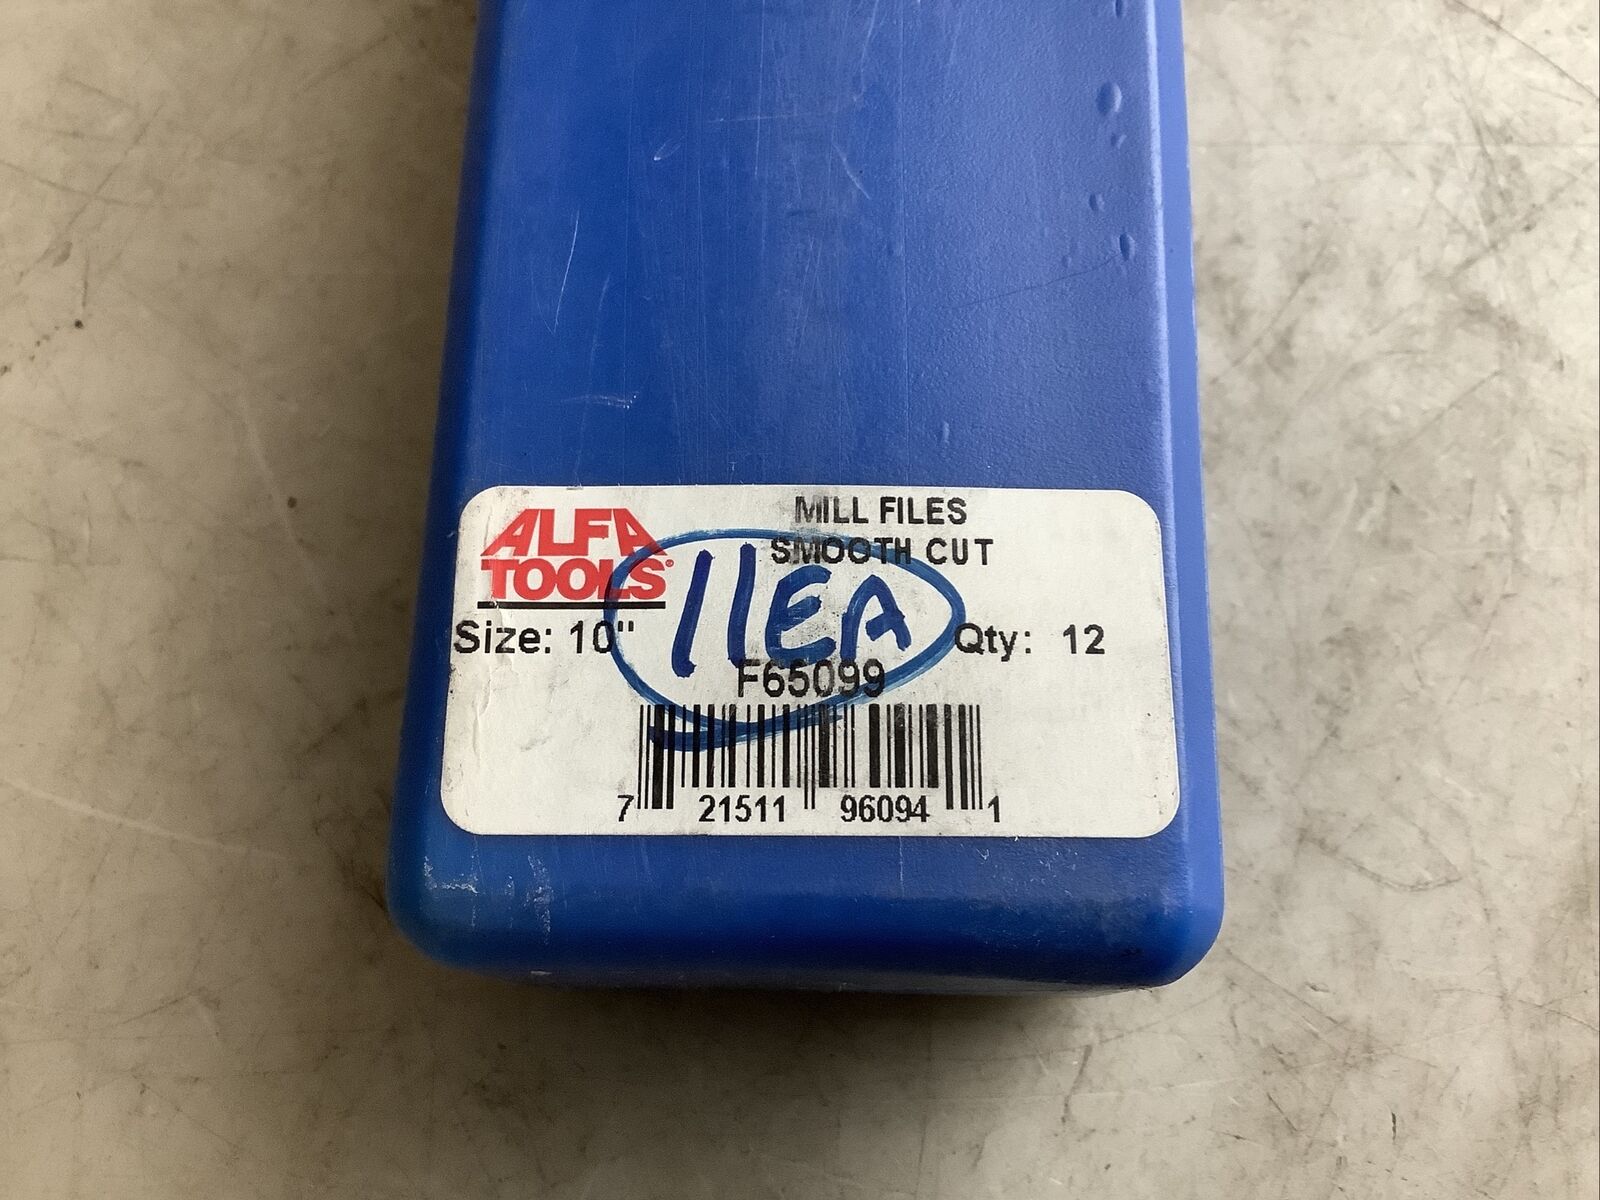 MILL FILES
ALFA
SMOOTH CUT
TOOLS®
11EA
Size: 10" Qty: 12
F65099
7 21511 96094 1